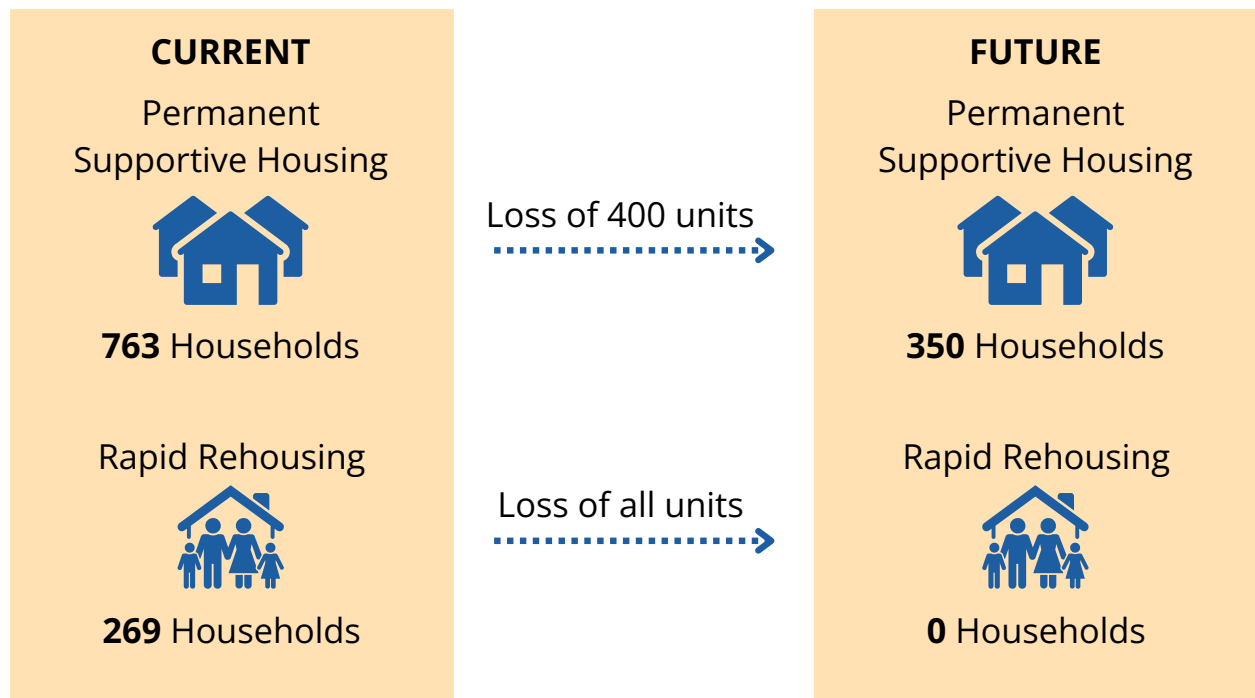 CURRENT
Permanent
Supportive Housing
763 Households
Rapid Rehousing
269 Households
Loss of 400 units
Loss of all units
FUTURE
Permanent
Supportive Housing
350 Households
Rapid Rehousing
0 Households